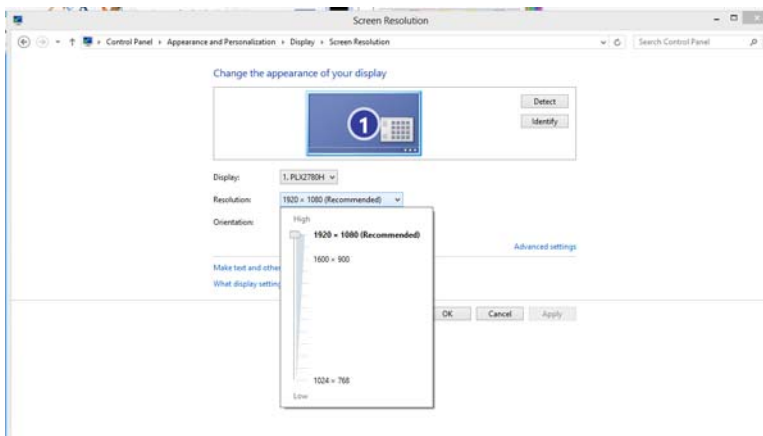 Screen Resolution
Control Panel › Appearance and Personalization › Display › Screen Resolution
Search Control Panel
Change the appearance of your display
1
Detect
Identify
Display: 1. PLX2780H
Resolution: 1920 × 1080 (Recommended)
Orientation:
High
1920 × 1080 (Recommended)
1600 × 900
Advanced settings
Make text and othe
What display setting
OK Cancel Apply
1024 × 768
Low